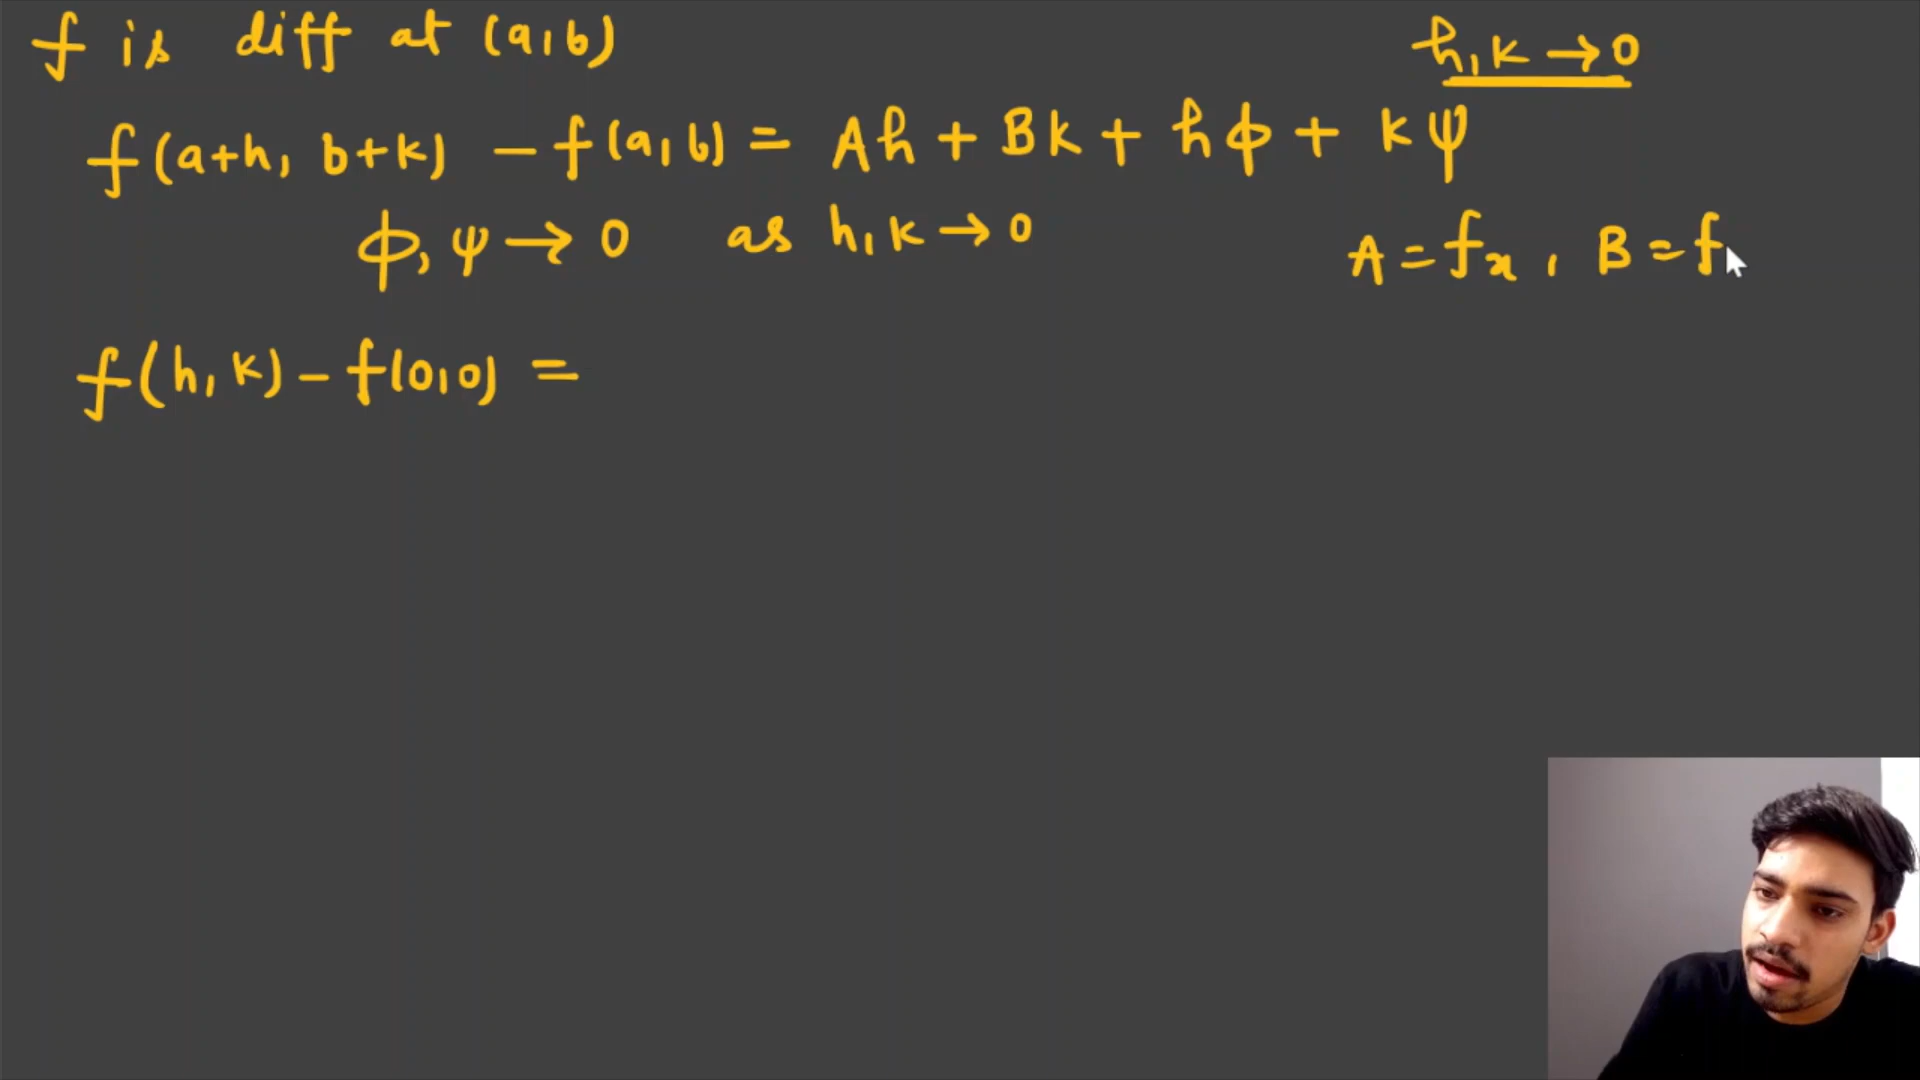 f is diff at (a,b)
h,k → 0
f(a+h, b+k) - f(a,b) = Ah + Bk + hϕ + kψ
ϕ, ψ → 0 as h,k → 0
A = fx , B = f
f(h,k) - f(0,0) =